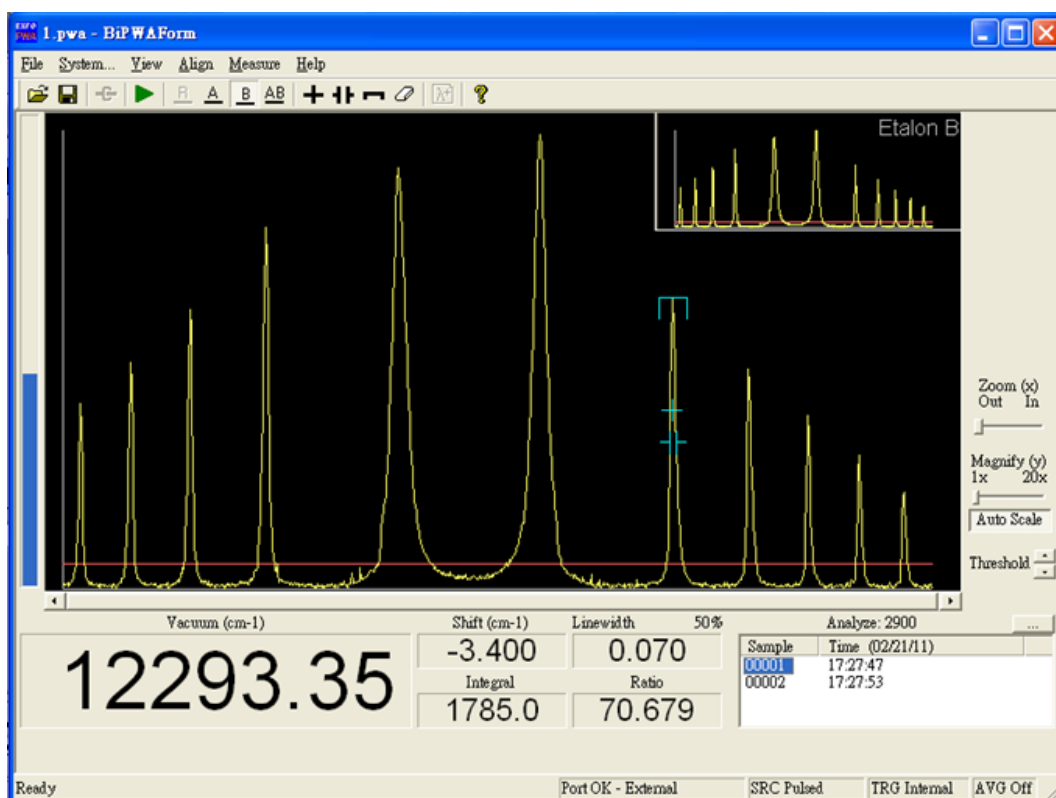 1.pwa - BiPWAForm
File System... View Align Measure Help
R A B AB
Etalon B
Zoom (x)
Out In
Magnify (y)
1x 20x
Auto Scale
Threshold
Vacuum (cm-1) Shift (cm-1) Linewidth 50% Analyze: 2900 ...
12293.35
-3.400 0.070
Integral Ratio
1785.0 70.679
Sample Time (02/21/11)
00001 17:27:47
00002 17:27:53
Ready Port OK - External SRC Pulsed TRG Internal AVG Off